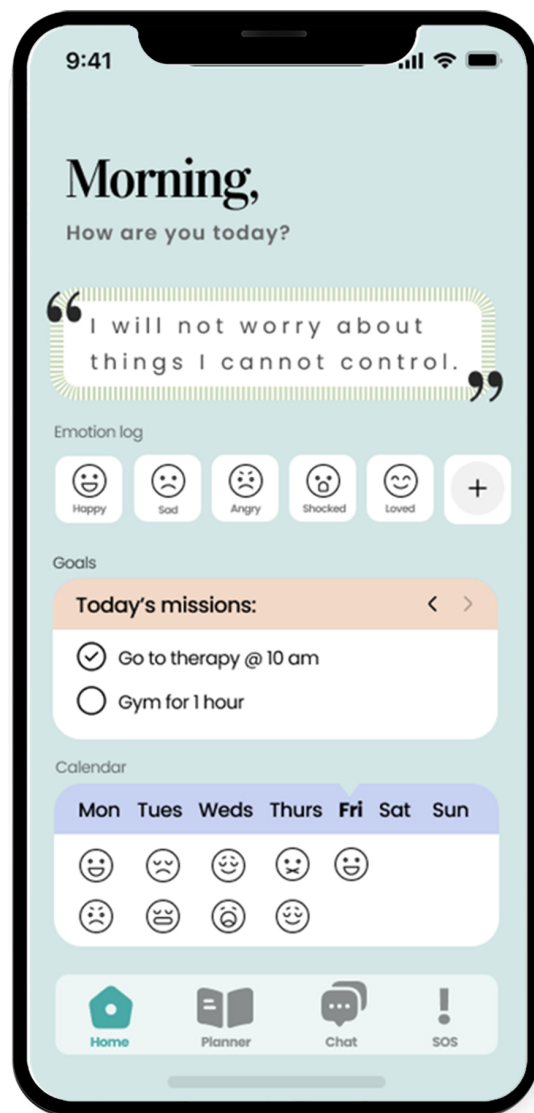 9:41
Morning,
How are you today?
“I will not worry about
things I cannot control.”
Emotion log
Happy Sad Angry Shocked Loved +
Goals
Today’s missions: < >
Go to therapy @ 10 am
Gym for 1 hour
Calendar
Mon Tues Weds Thurs Fri Sat Sun
Home Planner Chat SOS